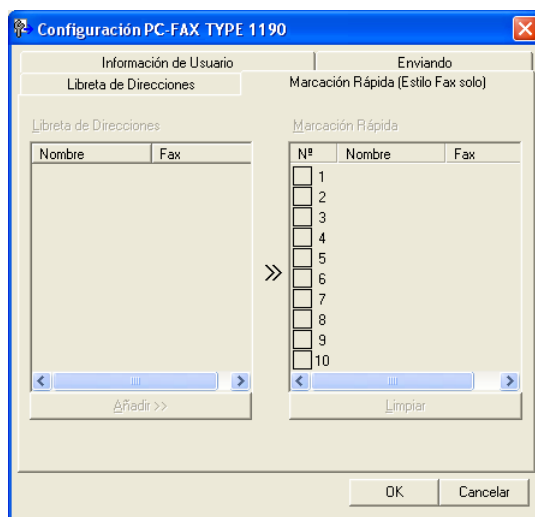 Configuración PC-FAX TYPE 1190
Información de Usuario
Enviando
Libreta de Direcciones
Marcación Rápida (Estilo Fax solo)
Libreta de Direcciones
Marcación Rápida
Nombre Fax
Nº Nombre Fax
1
2
3
4
5
6
7
8
9
10
Añadir >>
Limpiar
OK
Cancelar